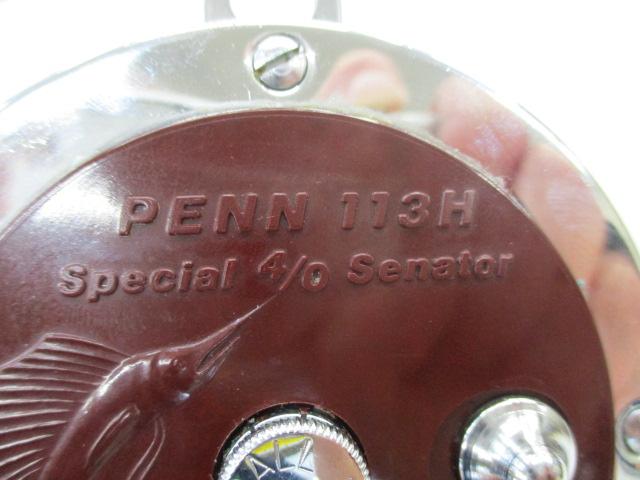 PENN 113H
Special 4/0 Senator